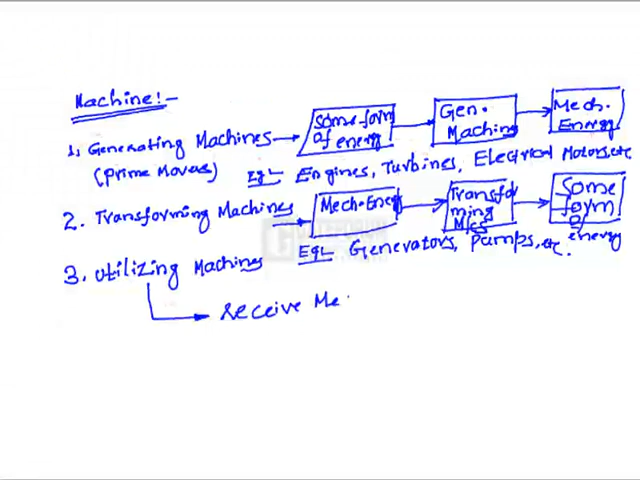 Machine:-
1. Generating Machines → Some form of energy → Gen. Machine → Mech. Energy
(Prime Movers) Eg:- Engines, Turbines, Electrical Motors, etc
2. Transforming Machines → Mech. Energy → Transforming M/cs → Some form of energy
Eg:- Generators, Pumps, etc.
3. Utilizing Machines
→ Receive Me